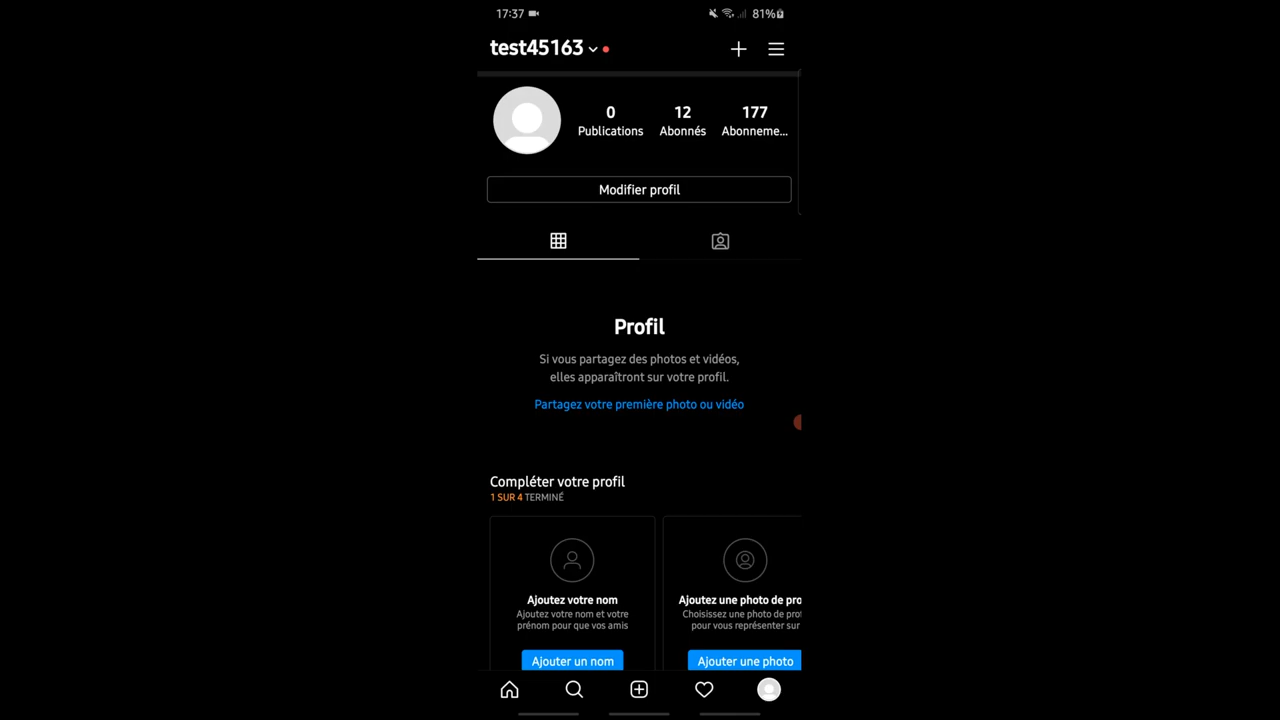 17:37 81%
test45163
0 12 177
Publications Abonnés Abonneme...
Modifier profil
Profil
Si vous partagez des photos et vidéos,
elles apparaîtront sur votre profil.
Partagez votre première photo ou vidéo
Compléter votre profil
1 SUR 4 TERMINÉ
Ajoutez votre nom
Ajoutez votre nom et votre
prénom pour que vos amis
Ajouter un nom
Ajoutez une photo de pro
Choisissez une photo de prof
pour vous représenter sur
Ajouter une photo